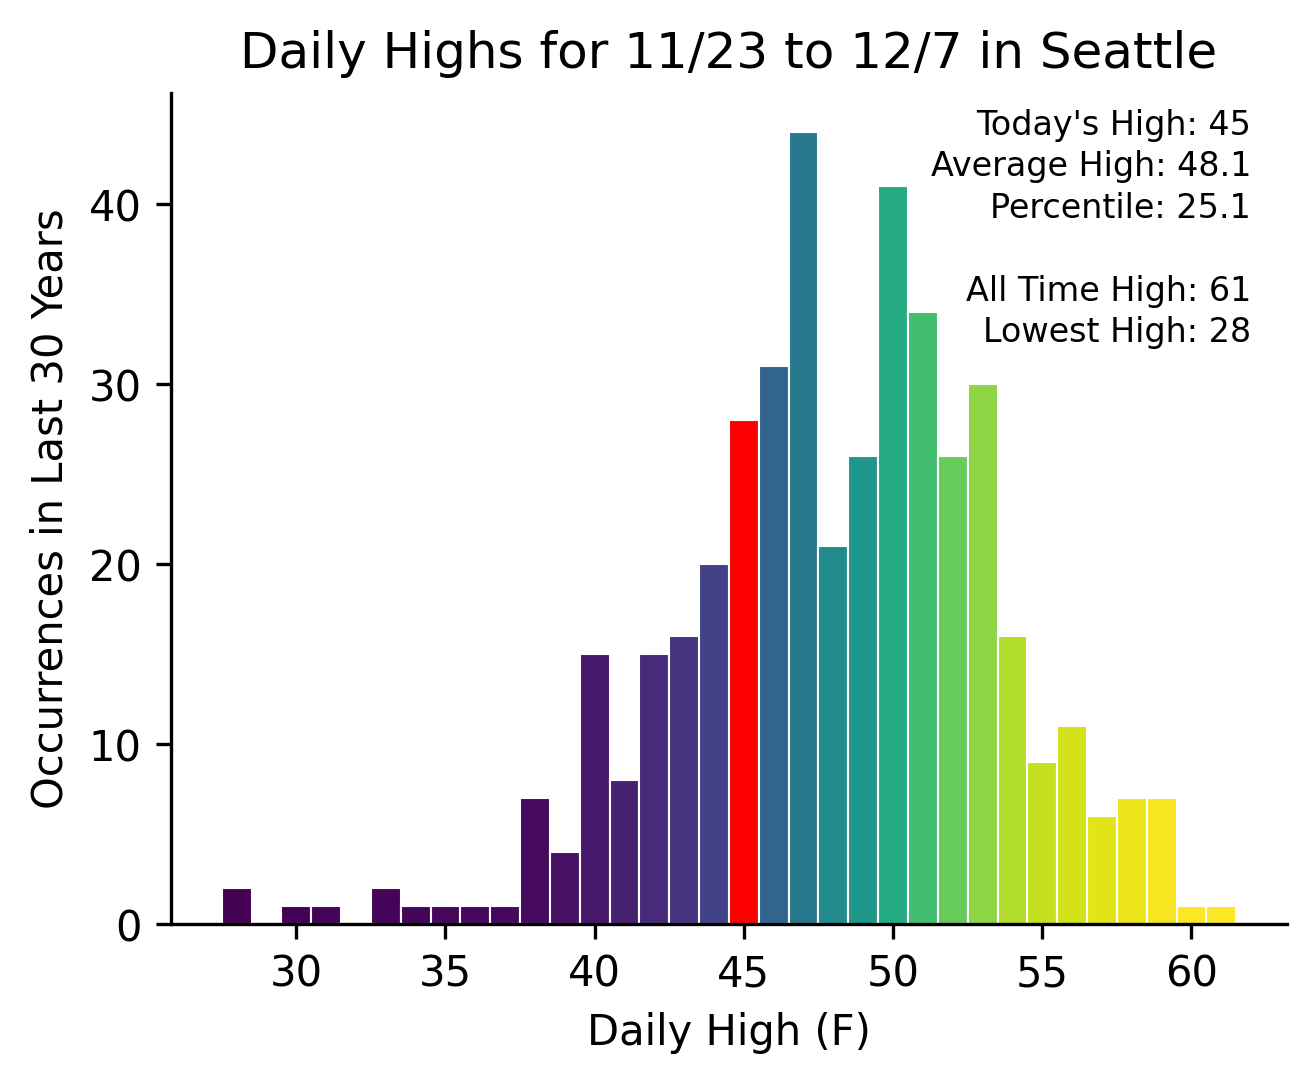 Daily Highs for 11/23 to 12/7 in Seattle
Today's High: 45
Average High: 48.1
Percentile: 25.1
All Time High: 61
Lowest High: 28
Occurrences in Last 30 Years
40
30
20
10
0
30 35 40 45 50 55 60
Daily High (F)